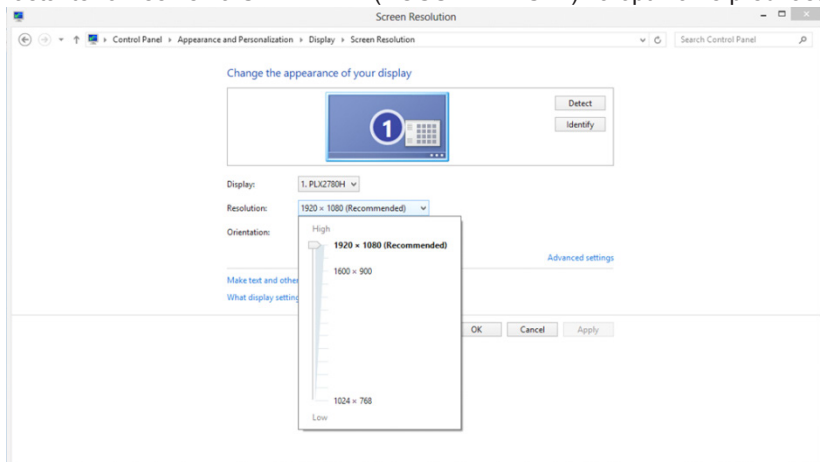 Screen Resolution
Control Panel ▸ Appearance and Personalization ▸ Display ▸ Screen Resolution
Search Control Panel
Change the appearance of your display
1
Detect
Identify
Display: 1. PLX2780H
Resolution: 1920 × 1080 (Recommended)
Orientation:
High
1920 × 1080 (Recommended)
1600 × 900
1024 × 768
Low
Advanced settings
Make text and other
What display setting
OK Cancel Apply